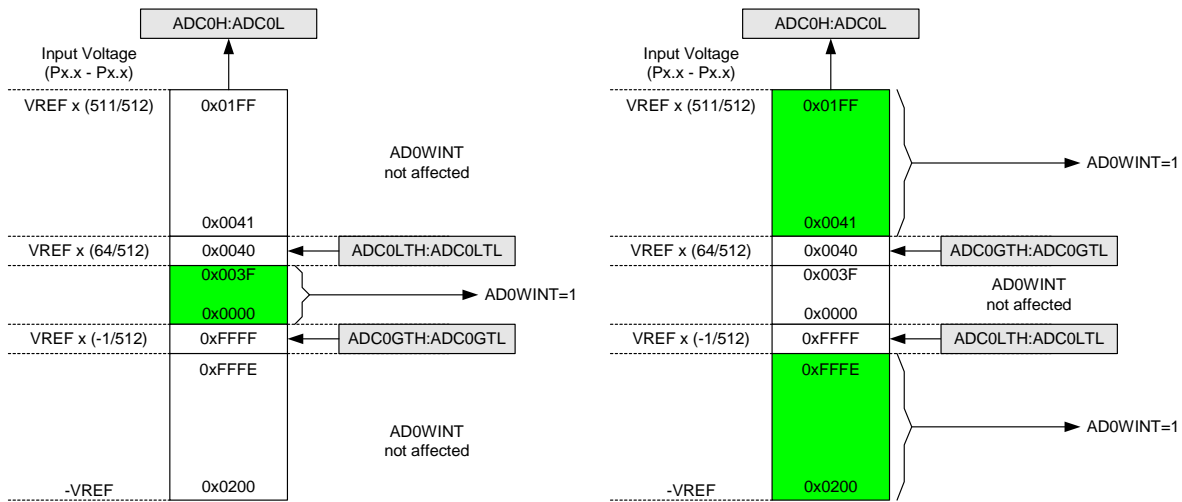 ADC0H:ADC0L
Input Voltage
(Px.x - Px.x)
VREF x (511/512)
0x01FF
AD0WINT
not affected
0x0041
VREF x (64/512)
0x0040
ADC0LTH:ADC0LTL
0x003F
AD0WINT=1
0x0000
VREF x (-1/512)
0xFFFF
ADC0GTH:ADC0GTL
0xFFFE
AD0WINT
not affected
-VREF
0x0200
ADC0H:ADC0L
Input Voltage
(Px.x - Px.x)
VREF x (511/512)
0x01FF
AD0WINT=1
0x0041
VREF x (64/512)
0x0040
ADC0GTH:ADC0GTL
0x003F
AD0WINT
not affected
0x0000
VREF x (-1/512)
0xFFFF
ADC0LTH:ADC0LTL
0xFFFE
AD0WINT=1
-VREF
0x0200